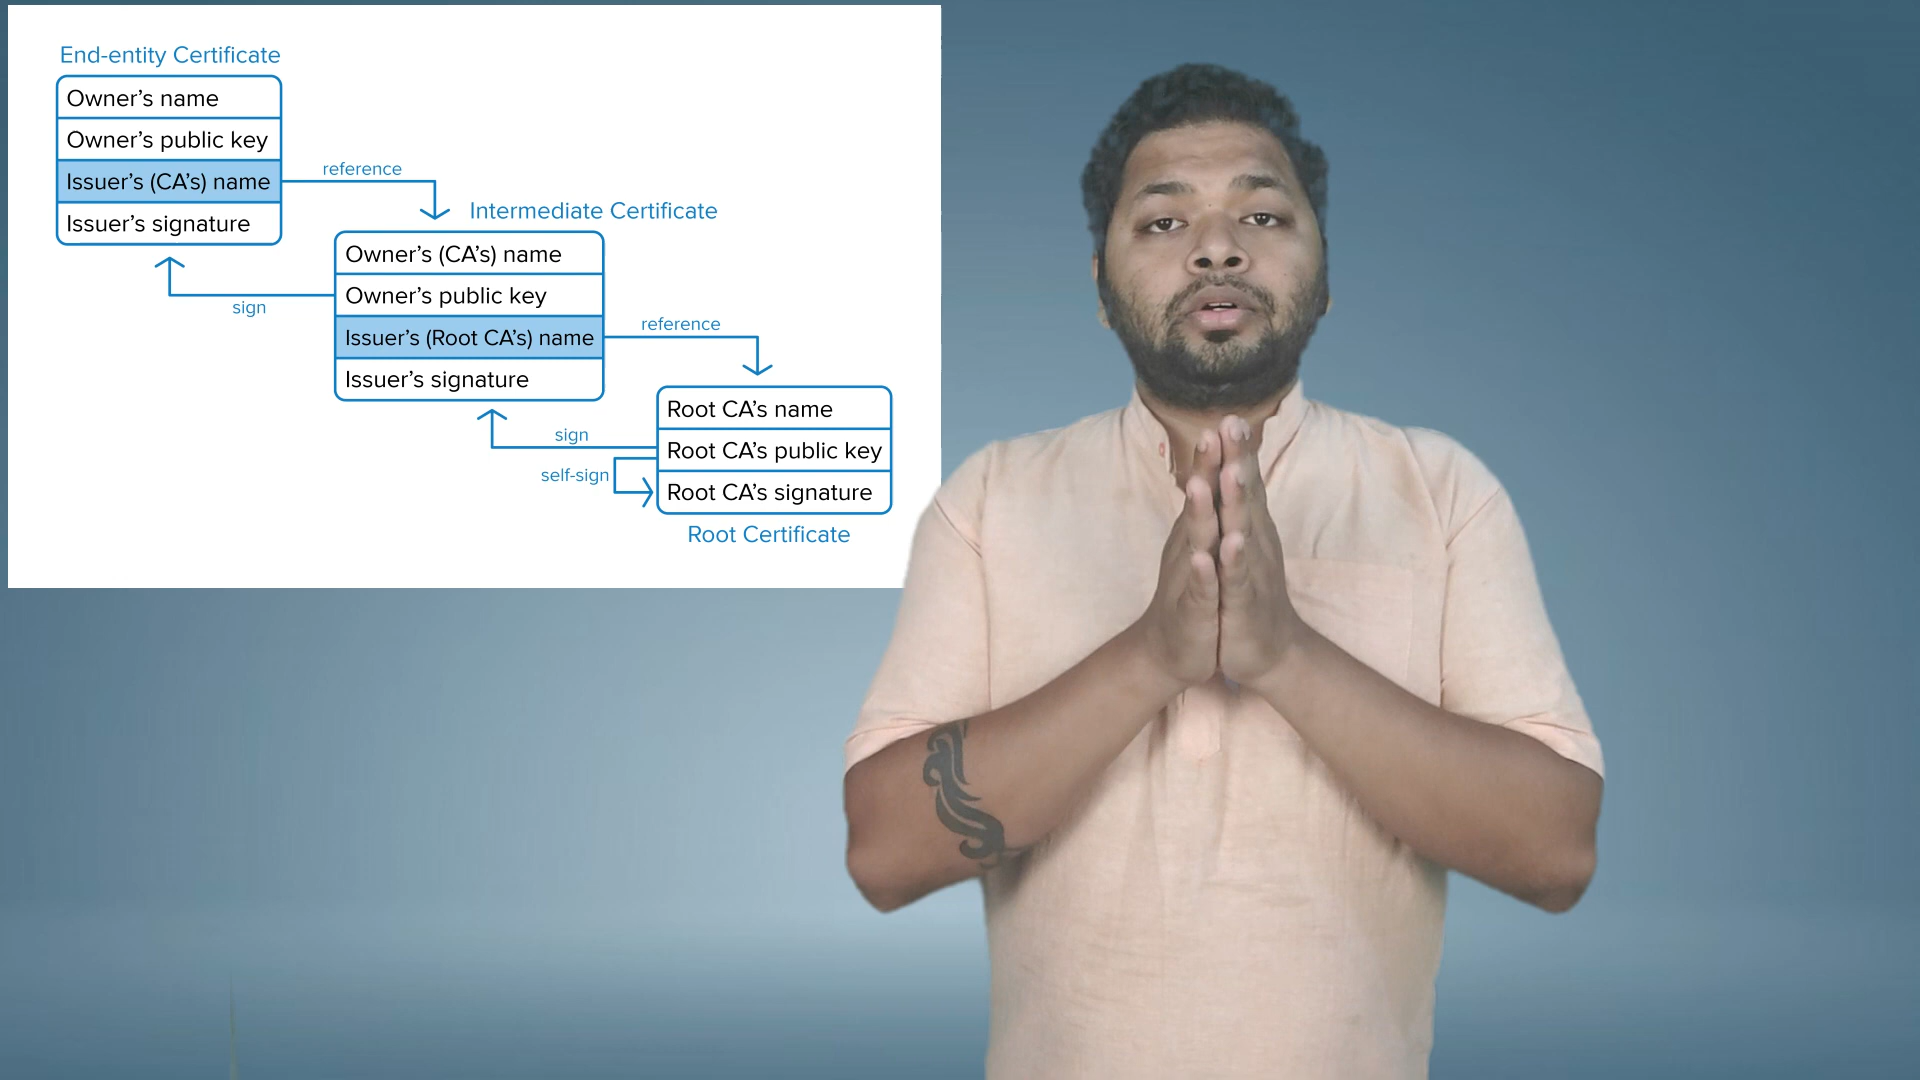 End-entity Certificate
Owner’s name
Owner’s public key
Issuer’s (CA’s) name
Issuer’s signature
reference
sign
Intermediate Certificate
Owner’s (CA’s) name
Owner’s public key
Issuer’s (Root CA’s) name
Issuer’s signature
reference
sign
self-sign
Root CA’s name
Root CA’s public key
Root CA’s signature
Root Certificate